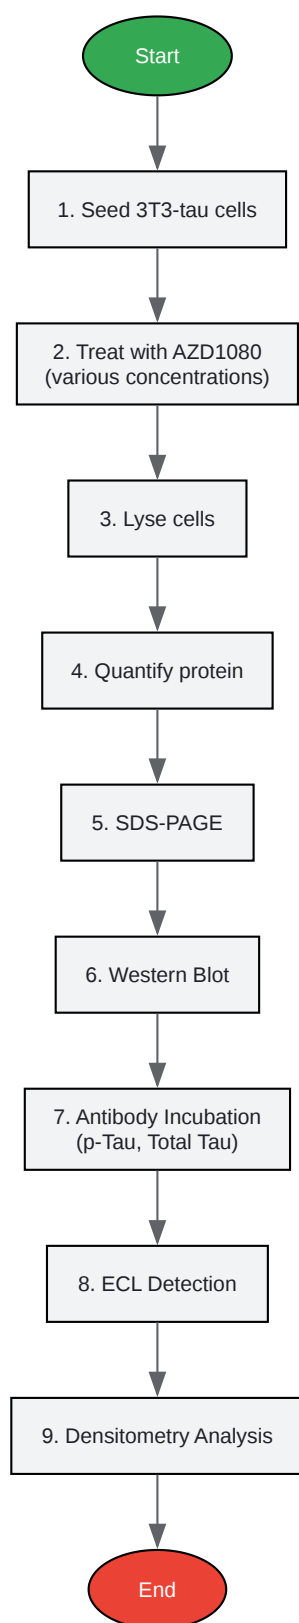 Start
1. Seed 3T3-tau cells
2. Treat with AZD1080
(various concentrations)
3. Lyse cells
4. Quantify protein
5. SDS-PAGE
6. Western Blot
7. Antibody Incubation
(p-Tau, Total Tau)
8. ECL Detection
9. Densitometry Analysis
End